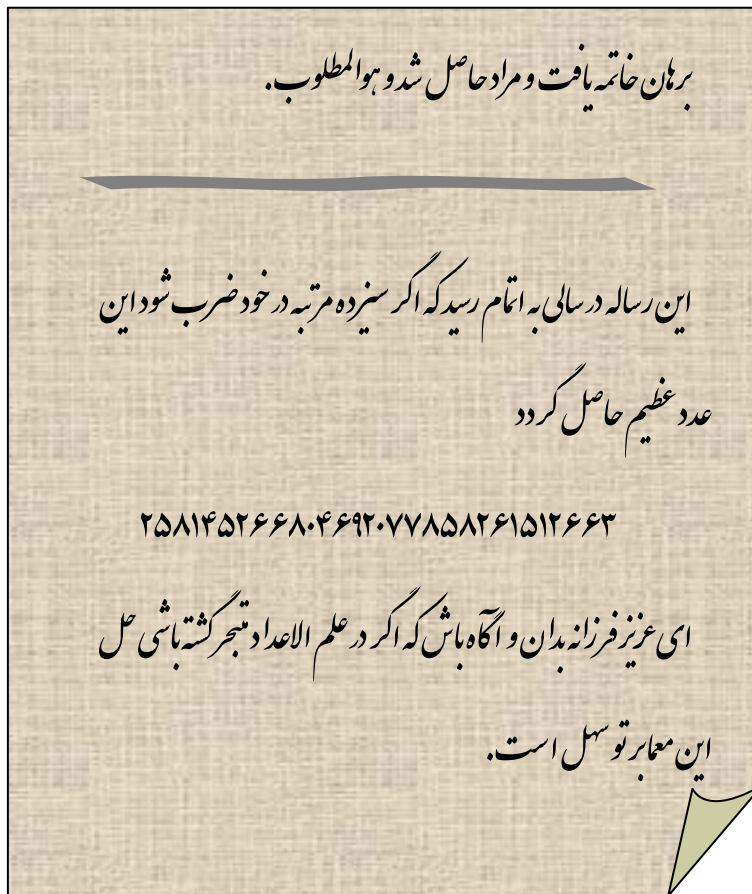 برهان خاتمه یافت و مراد حاصل شد و هوالمطلوب.
این رساله در سالی به اتمام رسید که اگر سیزده مرتبه در خود ضرب شود این
عدد عظیم حاصل گردد
۲۵۸۱۴۵۲۶۶۸۰۴۶۹۲۰۷۷۸۵۸۲۶۱۵۱۲۶۶۳
ای عزیز فرزانه بدان و آگاه باش که اگر در علم الاعداد متبحر گشته باشی حل
این معما بر تو سهل است.